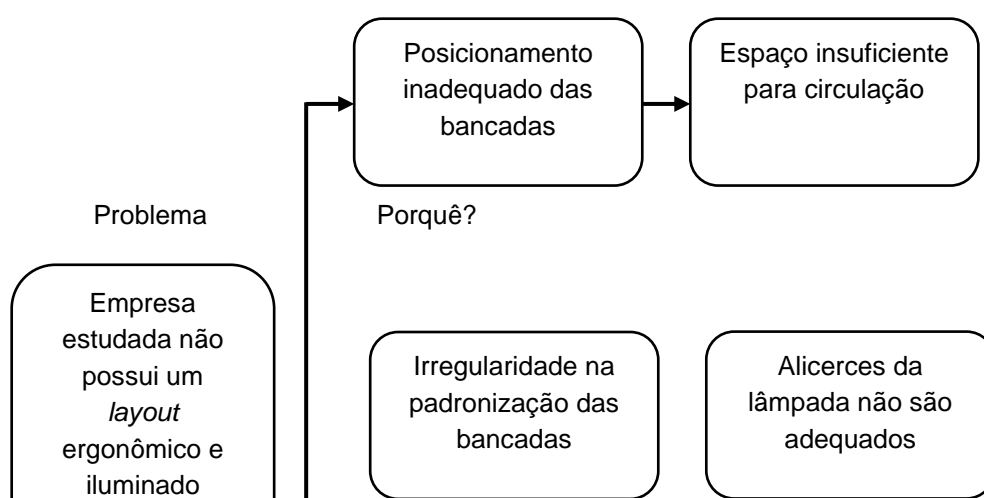 Posicionamento
inadequado das
bancadas
Espaço insuficiente
para circulação
Problema
Porquê?
Empresa
estudada não
possui um
layout
ergonômico e
iluminado
Irregularidade na
padronização das
bancadas
Alicerces da
lâmpada não são
adequados